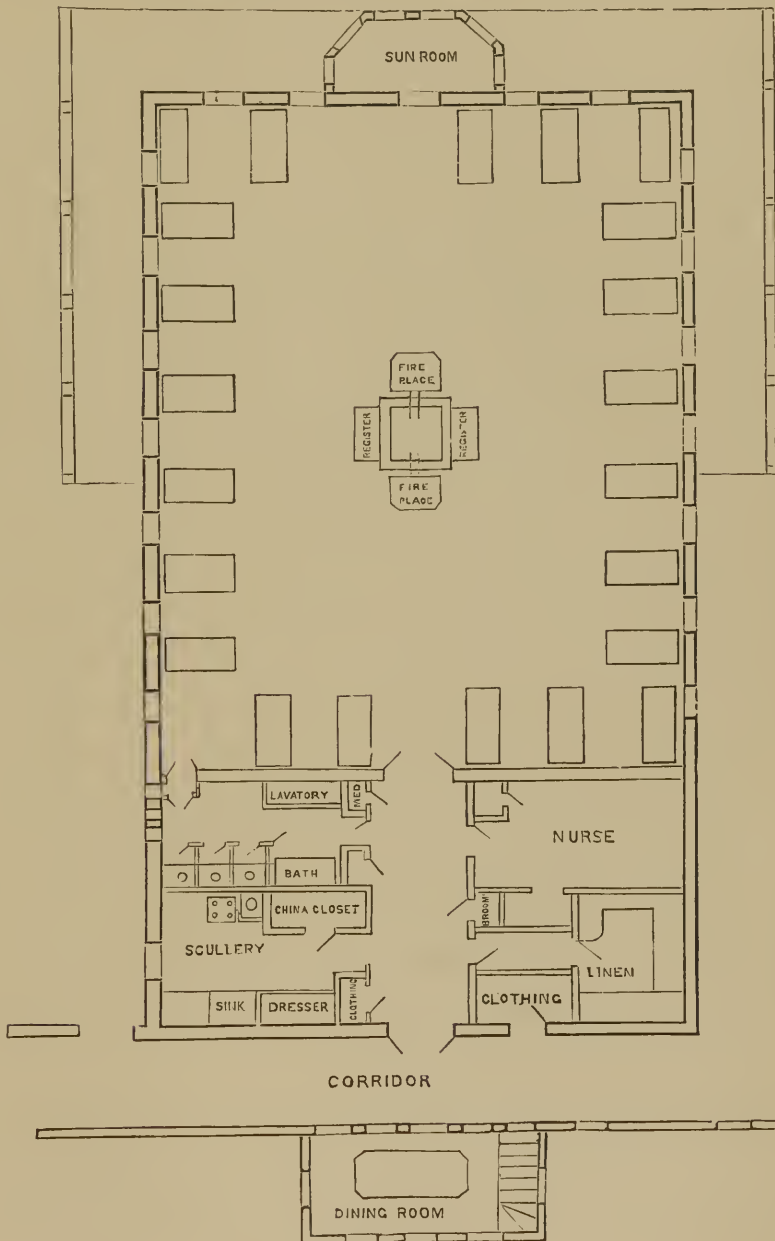 SUN ROOM
FIRE
PLACE
REGISTER
REGISTER
FIRE
PLACE
LAVATORY
MED
NURSE
BATH
CHINA CLOSET
BROOM
SCULLERY
LINEN
SINK
DRESSER
CLOTHING
CLOTHING
CORRIDOR
DINING ROOM